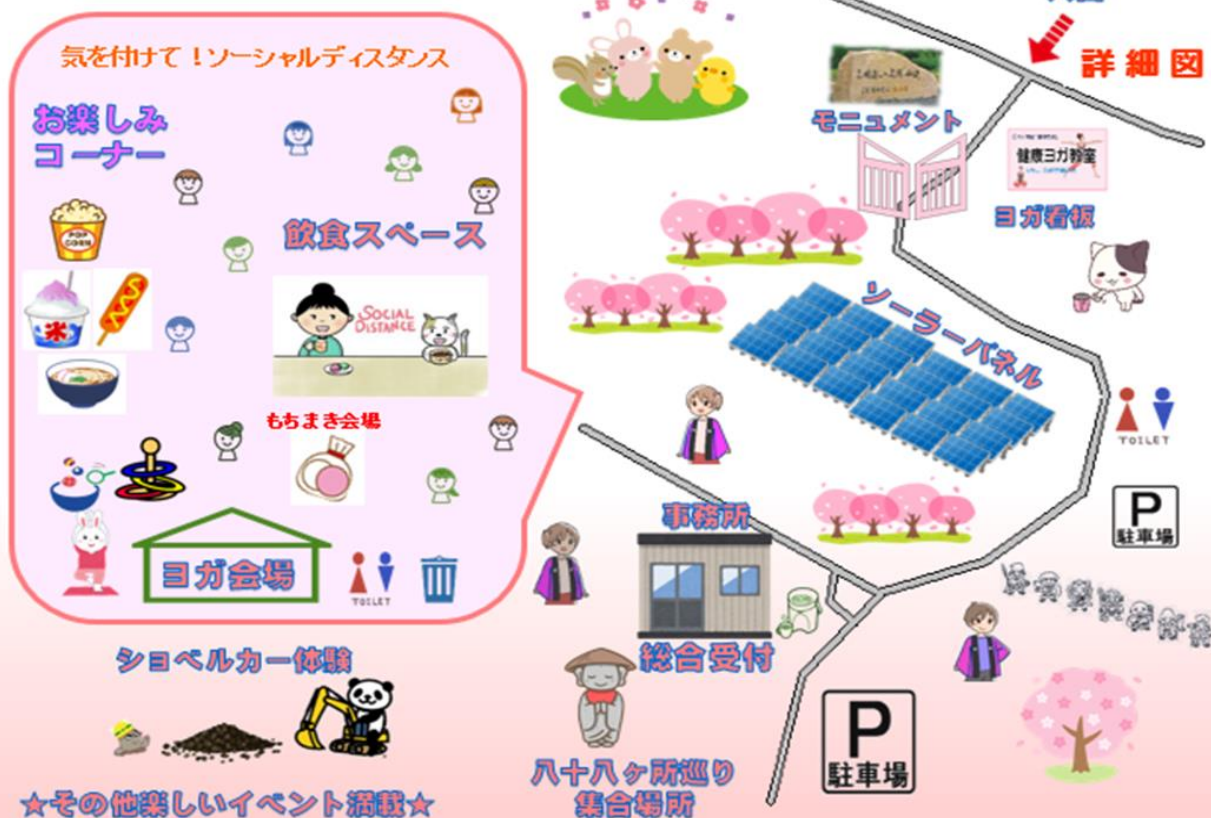 詳細図
気を付けて！ソーシャルディスタンス
お楽しみ
コーナー
POP
CORN
氷
飲食スペース
SOCIAL
DISTANCE
もちまき会場
ヨガ会場
TOILET
モニュメント
健康ヨガ教室
ヨガ看板
ソーラーパネル
TOILET
P
駐車場
事務所
総合受付
ショベルカー体験
★その他楽しいイベント満載★
八十八ヶ所巡り
集合場所
P
駐車場